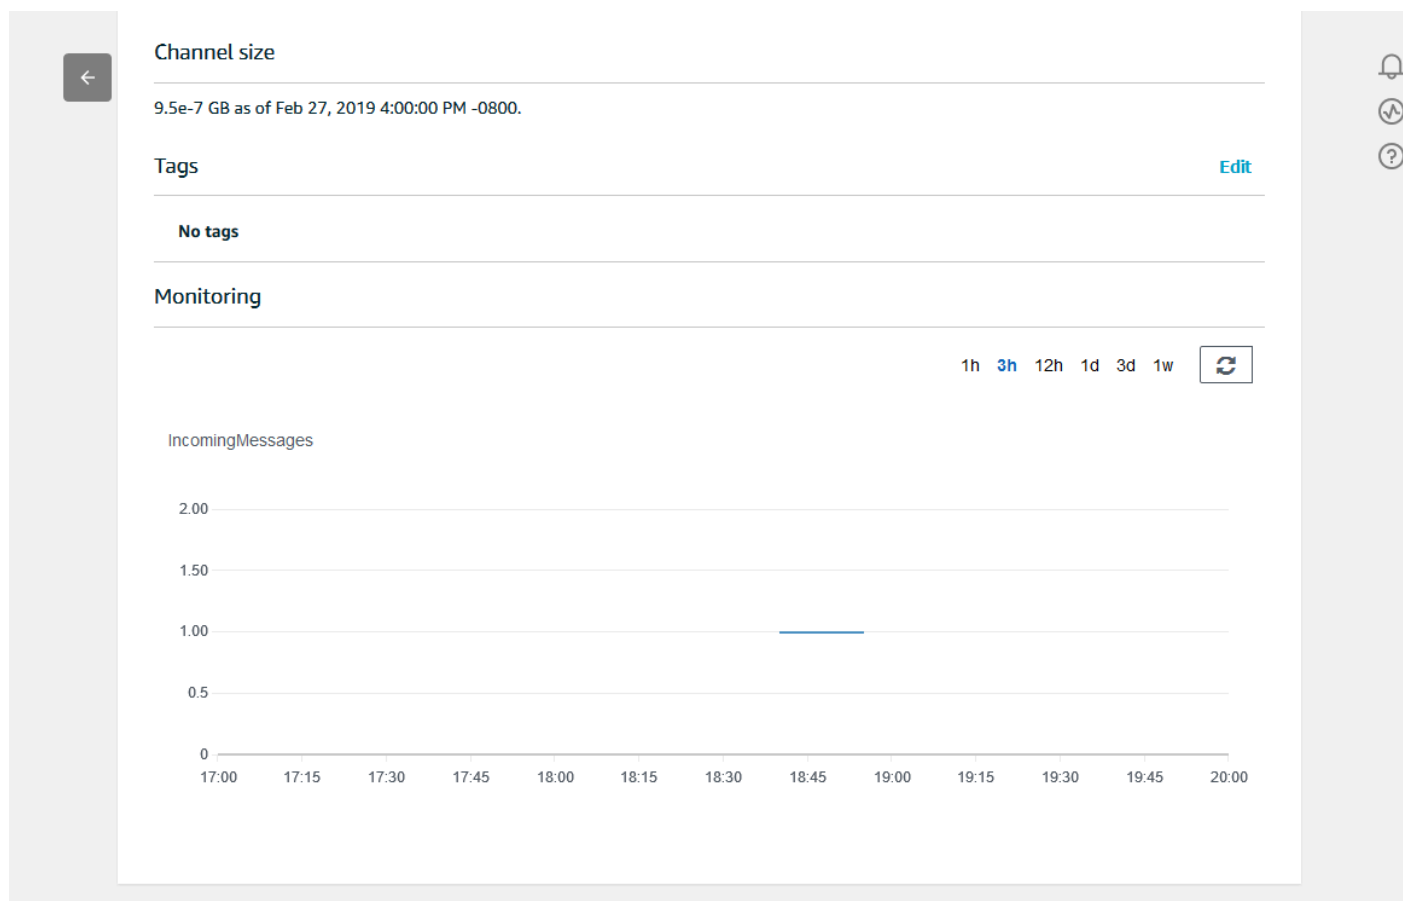 Channel size
9.5e-7 GB as of Feb 27, 2019 4:00:00 PM -0800.
Tags Edit
No tags
Monitoring
1h 3h 12h 1d 3d 1w
IncomingMessages
2.00
1.50
1.00
0.5
0
17:00 17:15 17:30 17:45 18:00 18:15 18:30 18:45 19:00 19:15 19:30 19:45 20:00